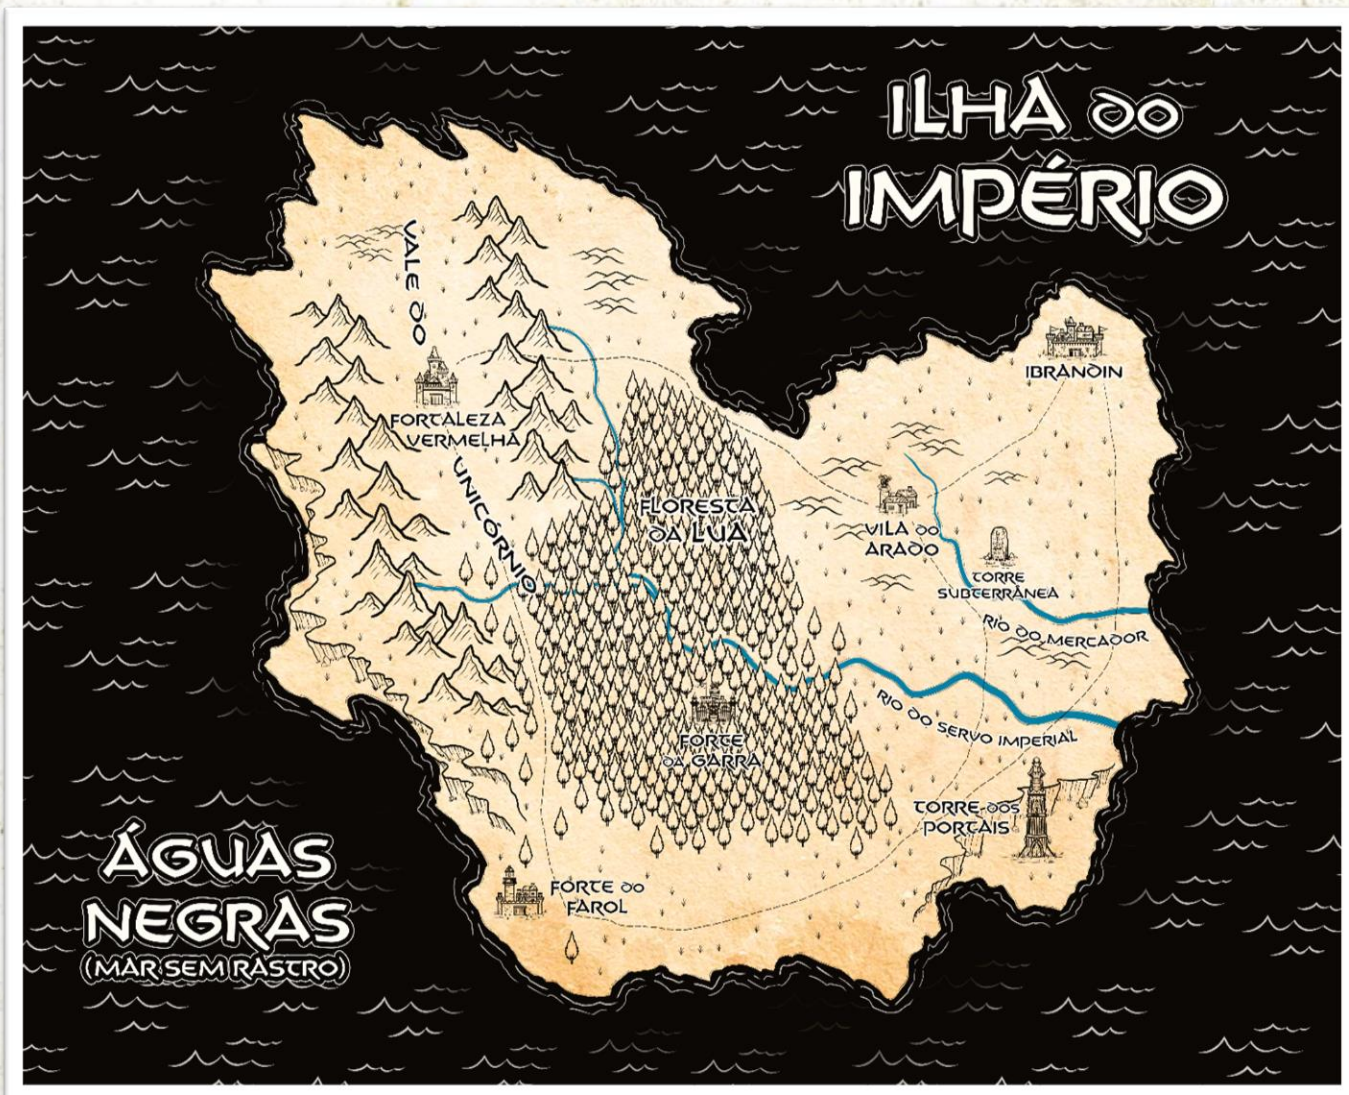 ILHA DO
IMPÉRIO
VALE DO
UNICÓRNIO
FORTALEZA
VERMELHA
IBRANDIN
FLORESTA
DA LUA
VILA DO
ARADO
TORRE
SUBTERRÂNEA
RIO DO MERCADOR
RIO DO SERVO IMPERIAL
FORTE
DA GARRA
TORRE DOS
PORTAIS
FORTE DO
FAROL
ÁGUAS
NEGRAS
(MAR SEM RASTRO)